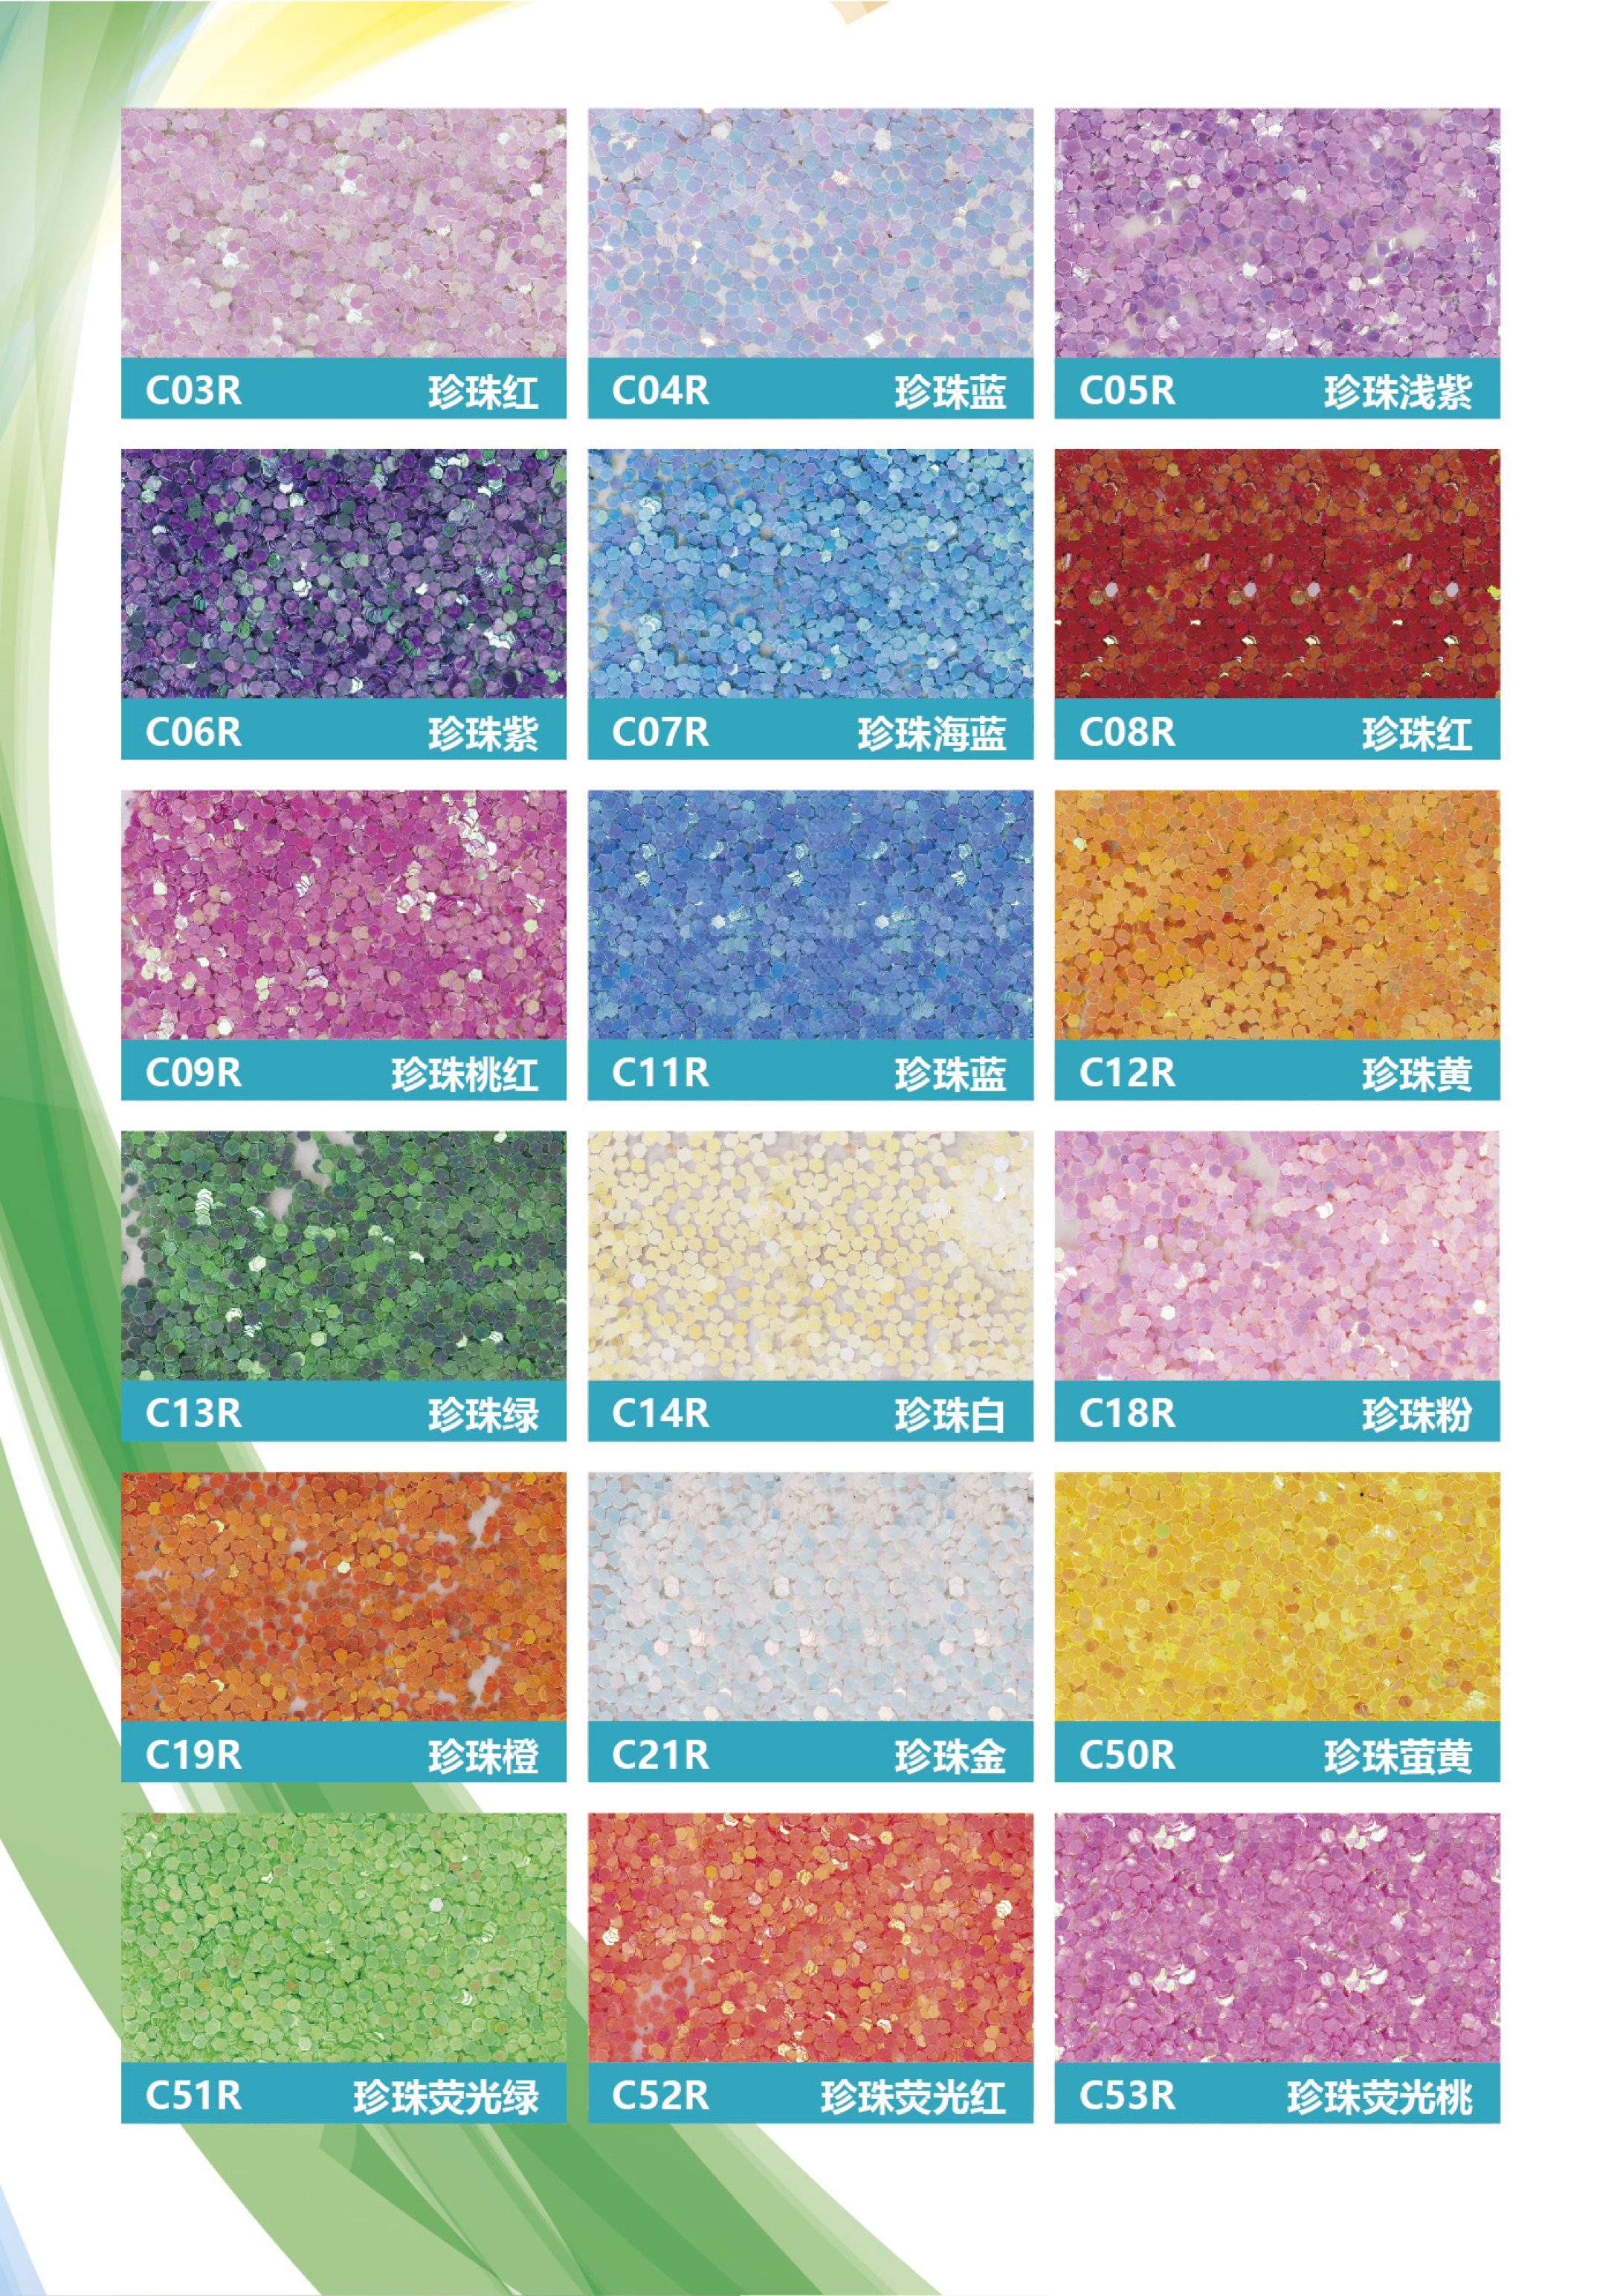 C03R 珍珠红
C04R 珍珠蓝
C05R 珍珠浅紫
C06R 珍珠紫
C07R 珍珠海蓝
C08R 珍珠红
C09R 珍珠桃红
C11R 珍珠蓝
C12R 珍珠黄
C13R 珍珠绿
C14R 珍珠白
C18R 珍珠粉
C19R 珍珠橙
C21R 珍珠金
C50R 珍珠萤黄
C51R 珍珠荧光绿
C52R 珍珠荧光红
C53R 珍珠荧光桃